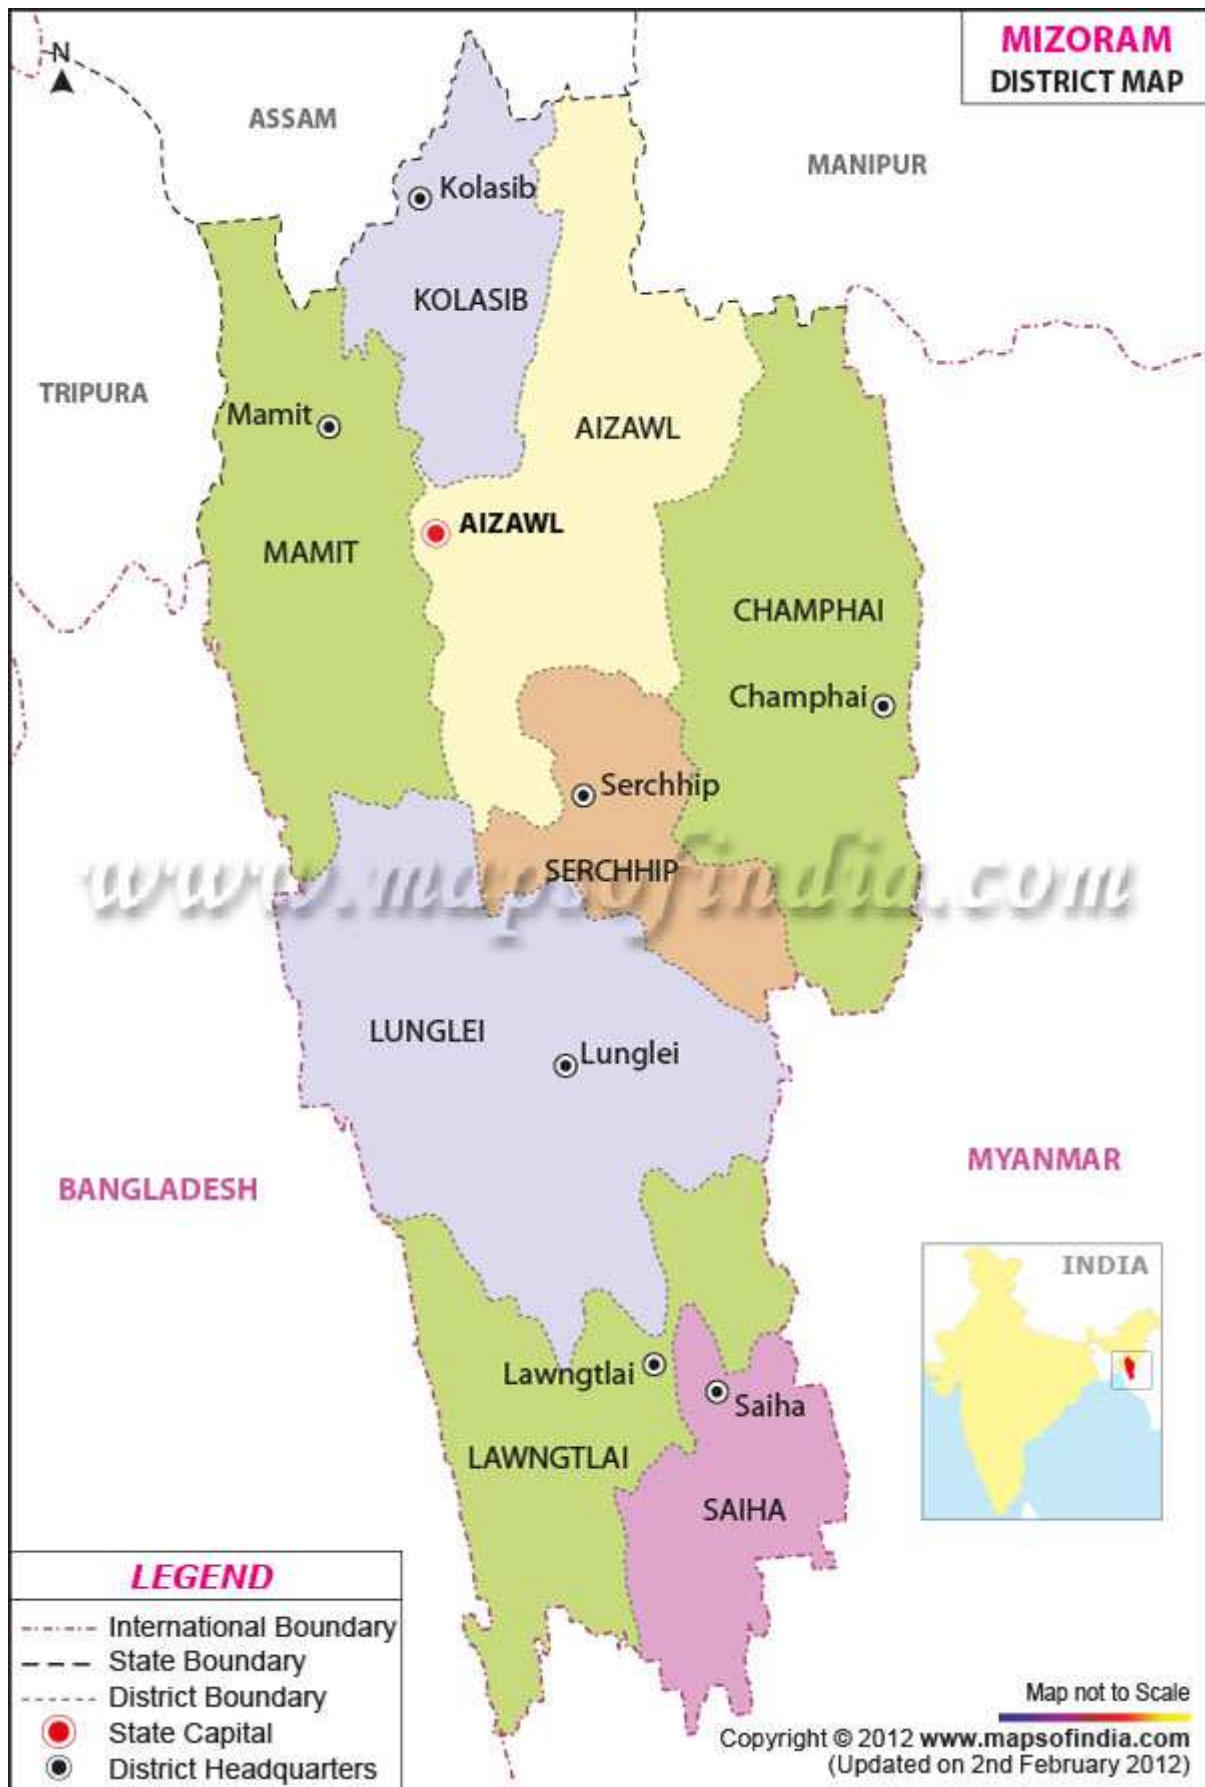 MIZORAM
DISTRICT MAP
N
ASSAM
MANIPUR
Kolasib
KOLASIB
TRIPURA
Mamit
AIZAWL
AIZAWL
MAMIT
CHAMPHAI
Champhai
Serchhip
SERCHHIP
www.mapsofindia.com
LUNGLEI
Lunglei
BANGLADESH
MYANMAR
INDIA
Lawngtlai
Saiha
LAWNGTLAI
SAIHA
LEGEND
International Boundary
State Boundary
District Boundary
State Capital
District Headquarters
Map not to Scale
Copyright © 2012 www.mapsofindia.com
(Updated on 2nd February 2012)